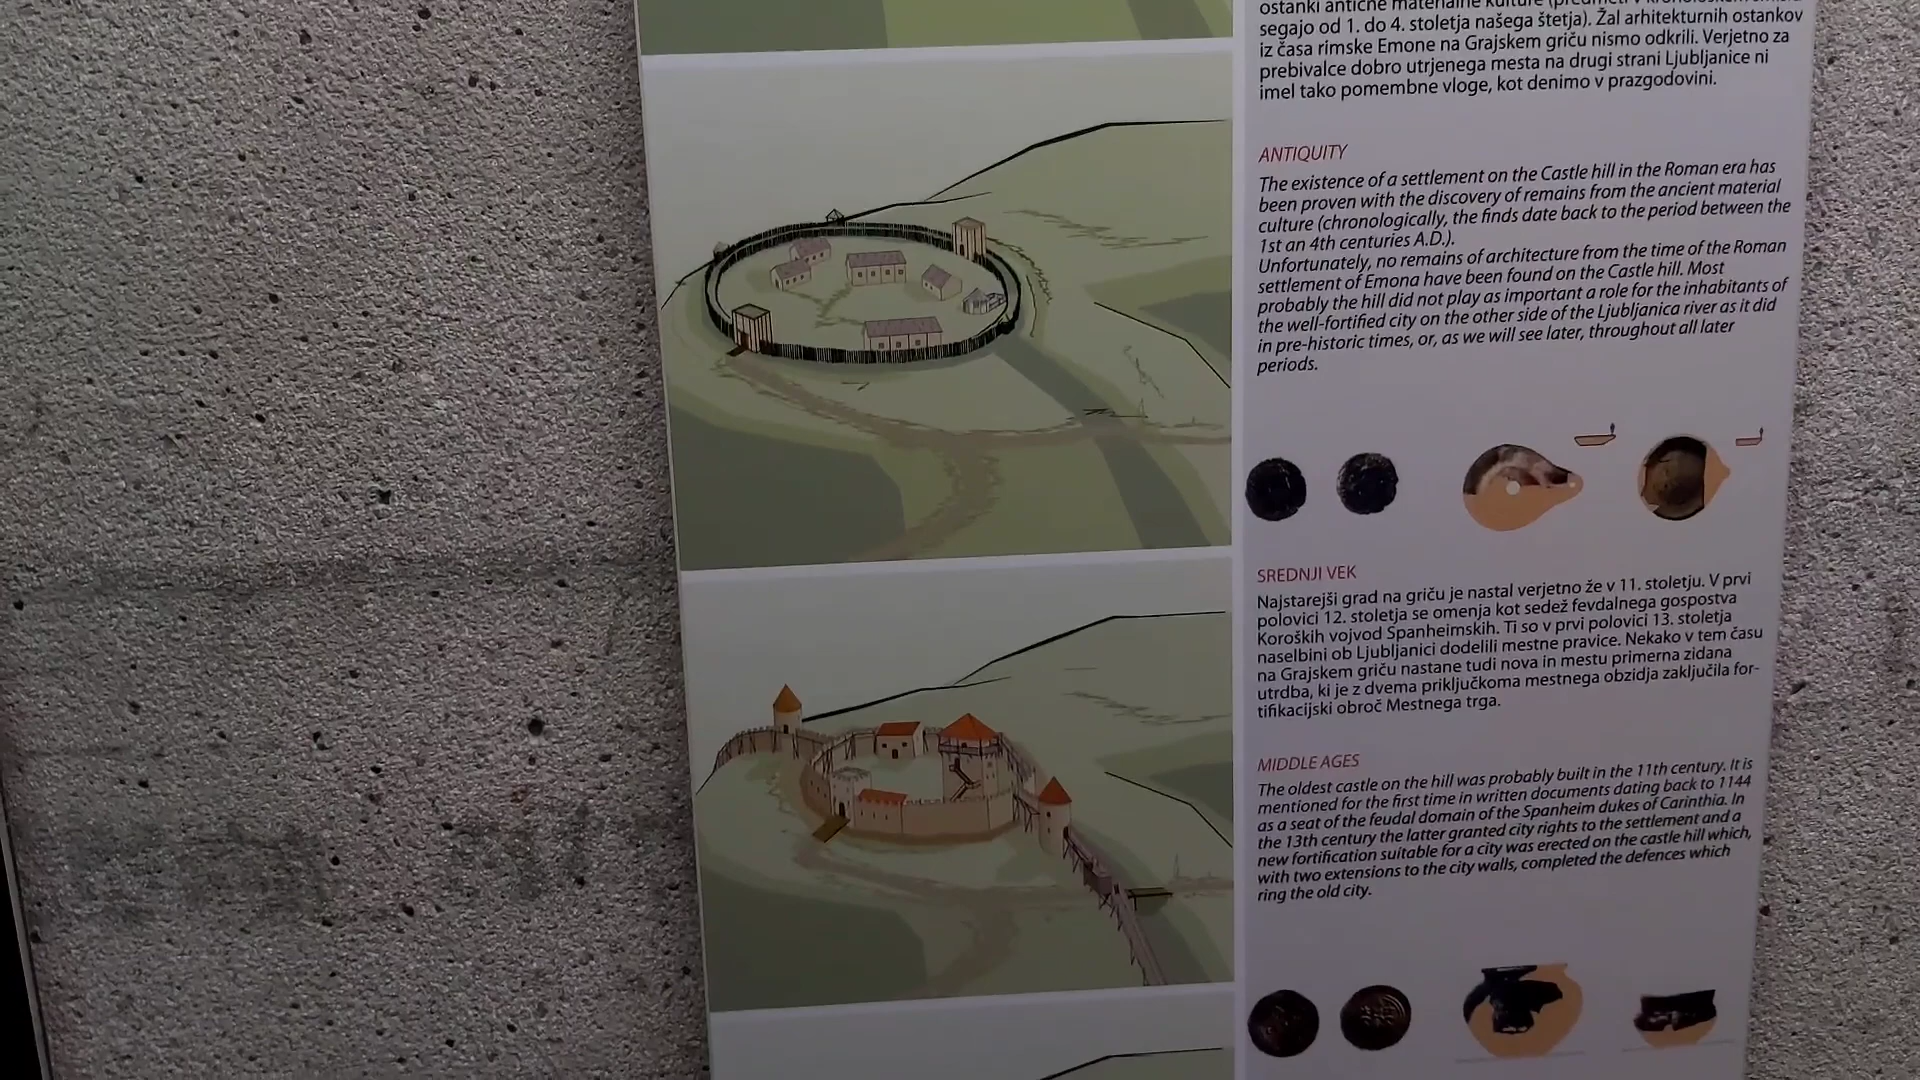 ostanki antične materialne kulture (predmeti v
segajo od 1. do 4. stoletja našega štetja). Žal arhitekturnih ostankov
iz časa rimske Emone na Grajskem griču nismo odkrili. Verjetno za
prebivalce dobro utrjenega mesta na drugi strani Ljubljanice ni
imel tako pomembne vloge, kot denimo v prazgodovini.
ANTIQUITY
The existence of a settlement on the Castle hill in the Roman era has
been proven with the discovery of remains from the ancient material
culture (chronologically, the finds date back to the period between the
1st an 4th centuries A.D.).
Unfortunately, no remains of architecture from the time of the Roman
settlement of Emona have been found on the Castle hill. Most
probably the hill did not play as important a role for the inhabitants of
the well-fortified city on the other side of the Ljubljanica river as it did
in pre-historic times, or, as we will see later, throughout all later
periods.
SREDNJI VEK
Najstarejši grad na griču je nastal verjetno že v 11. stoletju. V prvi
polovici 12. stoletja se omenja kot sedež fevdalnega gospostva
Koroških vojvod Spanheimskih. Ti so v prvi polovici 13. stoletja
naselbini ob Ljubljanici dodelili mestne pravice. Nekako v tem času
na Grajskem griču nastane tudi nova in mestu primerna zidana
utrdba, ki je z dvema priključkoma mestnega obzidja zaključila for-
tifikacijski obroč Mestnega trga.
MIDDLE AGES
The oldest castle on the hill was probably built in the 11th century. It is
mentioned for the first time in written documents dating back to 1144
as a seat of the feudal domain of the Spanheim dukes of Carinthia. In
the 13th century the latter granted city rights to the settlement and a
new fortification suitable for a city was erected on the castle hill which,
with two extensions to the city walls, completed the defences which
ring the old city.